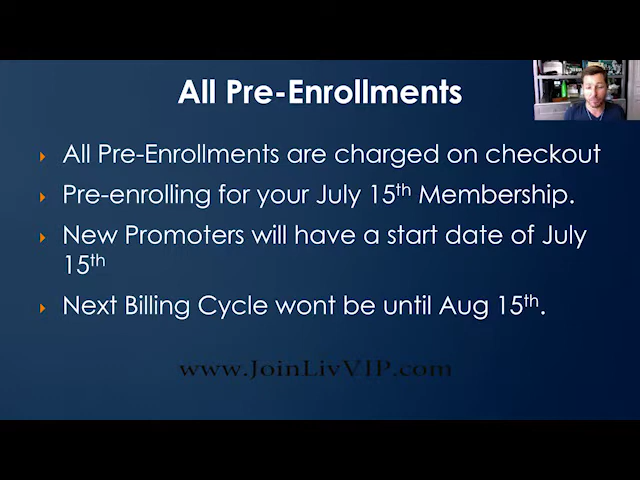 All Pre-Enrollments
All Pre-Enrollments are charged on checkout
Pre-enrolling for your July 15th Membership.
New Promoters will have a start date of July
15th
Next Billing Cycle wont be until Aug 15th.
www.JoinLivVIP.com